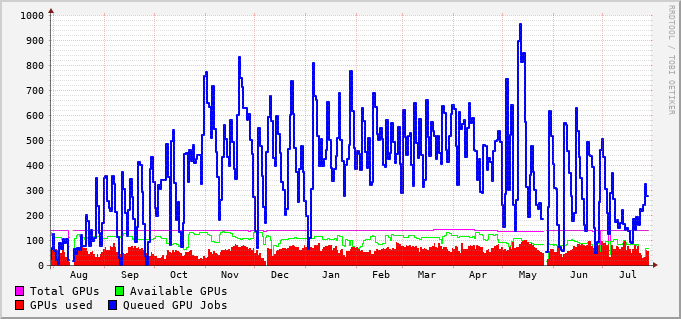 1000
900
800
700
600
500
400
300
200
100
0
Aug Sep Oct Nov Dec Jan Feb Mar Apr May Jun Jul
Total GPUs Available GPUs
GPUs used Queued GPU Jobs
RRDTOOL / TOBI OETIKER